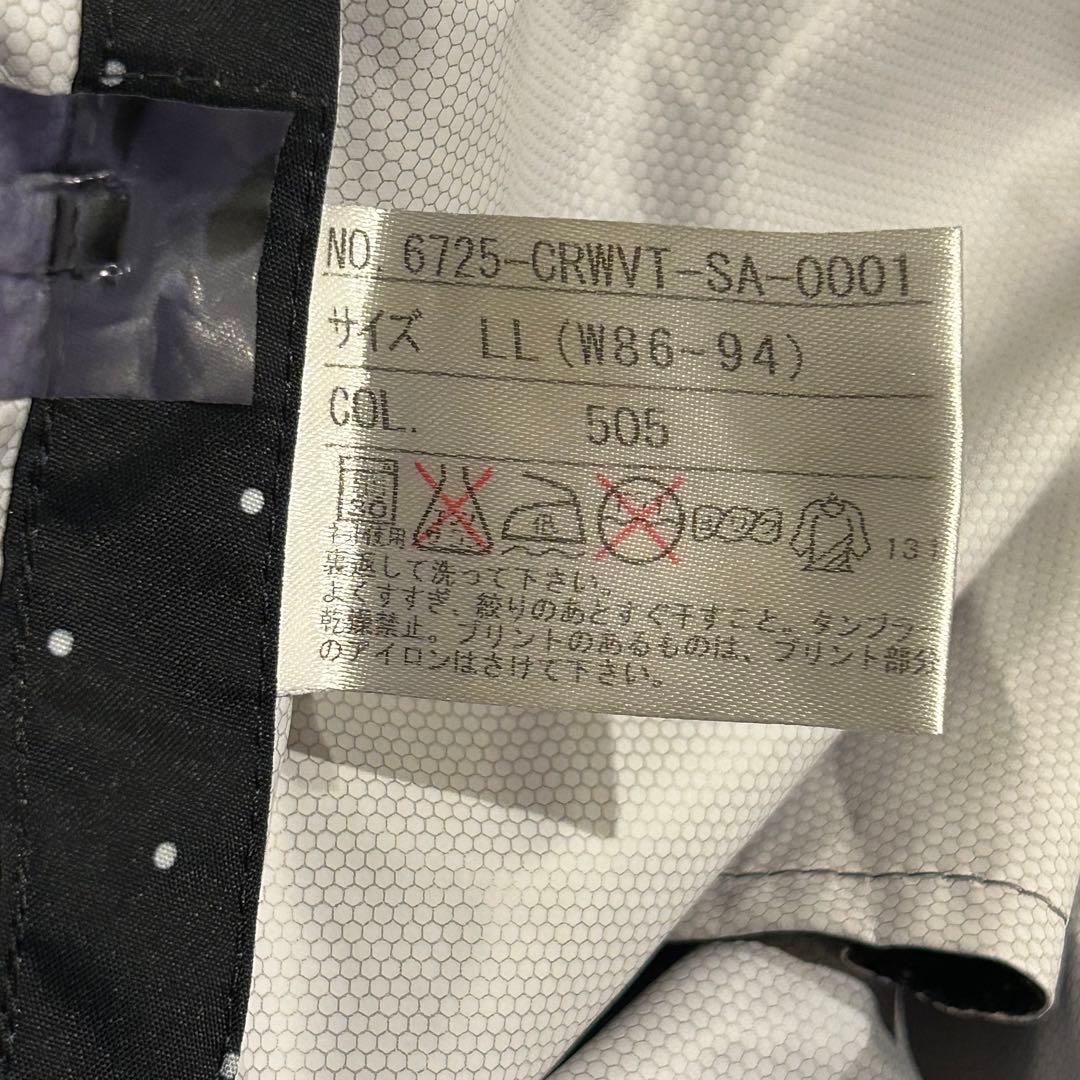 NO. 6725-CRWVT-SA-0001
サイズ LL(W86-94)
COL. 505
30
中
131
裏返して洗って下さい。
よくすすぎ、絞りのあとすぐ干すこと。タンブラー
乾燥禁止。プリントのあるものは、プリント部分
のアイロンはさけて下さい。